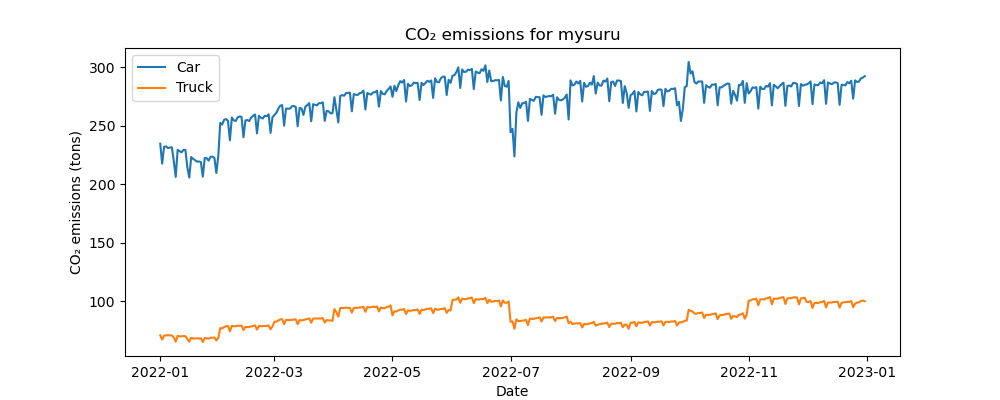 CO₂ emissions for mysuru
Car
Truck
300
250
200
150
100
CO₂ emissions (tons)
2022-01 2022-03 2022-05 2022-07 2022-09 2022-11 2023-01
Date